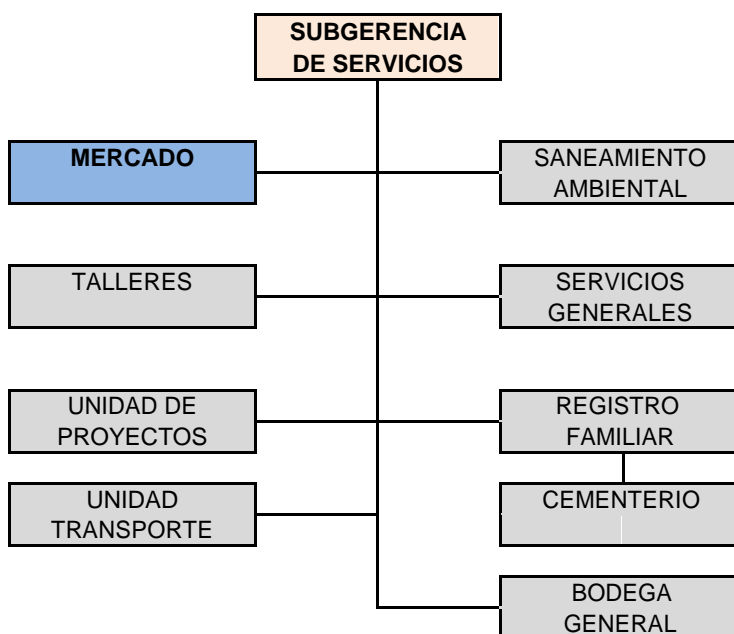 SUBGERENCIA
DE SERVICIOS
MERCADO
SANEAMIENTO
AMBIENTAL
TALLERES
SERVICIOS
GENERALES
UNIDAD DE
PROYECTOS
REGISTRO
FAMILIAR
UNIDAD
TRANSPORTE
CEMENTERIO
BODEGA
GENERAL